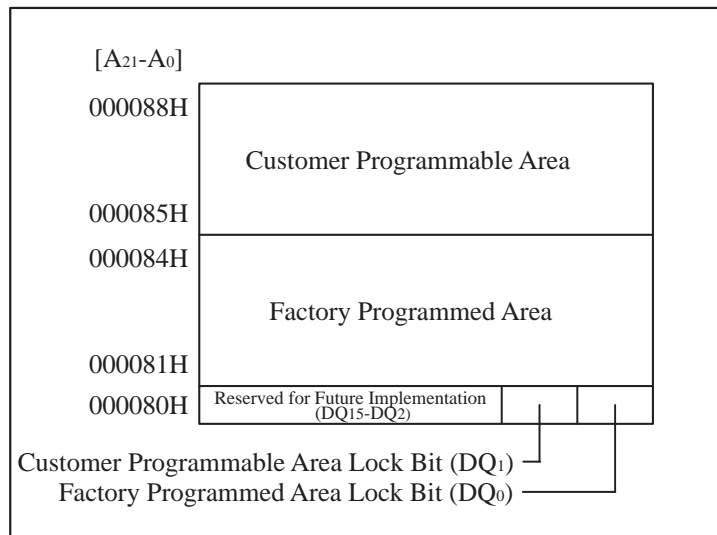 [A21-A0]
000088H
Customer Programmable Area
000085H
000084H
Factory Programmed Area
000081H
000080H
Reserved for Future Implementation
(DQ15-DQ2)
Customer Programmable Area Lock Bit (DQ1)
Factory Programmed Area Lock Bit (DQ0)